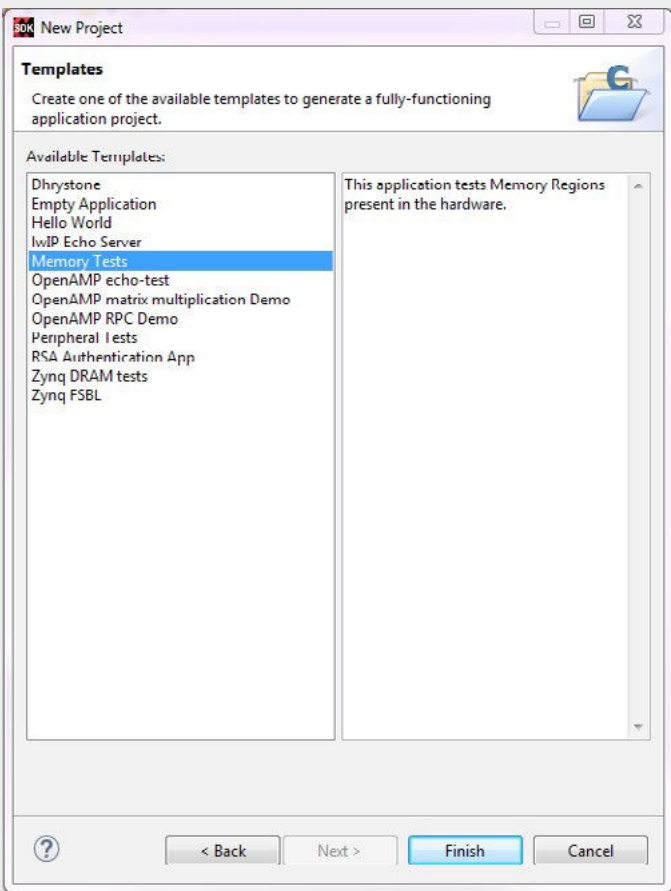 SDK New Project
Templates
Create one of the available templates to generate a fully-functioning
application project.
Available Templates:
Dhrystone
Empty Application
Hello World
lwIP Echo Server
Memory Tests
OpenAMP echo-test
OpenAMP matrix multiplication Demo
OpenAMP RPC Demo
Peripheral Tests
RSA Authentication App
Zynq DRAM tests
Zynq FSBL
This application tests Memory Regions
present in the hardware.
? < Back Next > Finish Cancel